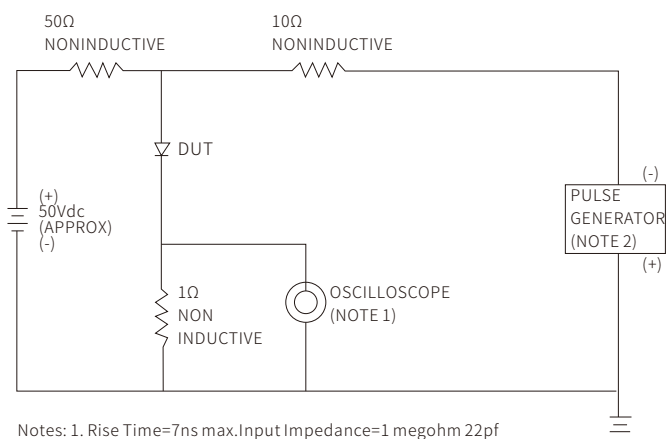 50Ω
NONINDUCTIVE
10Ω
NONINDUCTIVE
DUT
(+)
50Vdc
(APPROX)
(-)
(-)
PULSE
GENERATOR
(NOTE 2)
(+)
1Ω
NON
INDUCTIVE
OSCILLOSCOPE
(NOTE 1)
Notes: 1. Rise Time=7ns max.Input Impedance=1 megohm 22pf